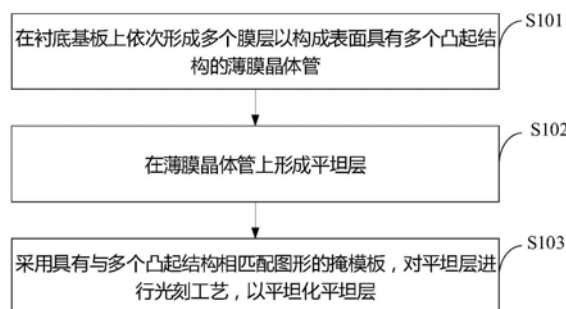 S101
在衬底基板上依次形成多个膜层以构成表面具有多个凸起结构
的薄膜晶体管
S102
在薄膜晶体管上形成平坦层
S103
采用具有与多个凸起结构相匹配图形的掩模板，对平坦层进
行光刻工艺，以平坦化平坦层